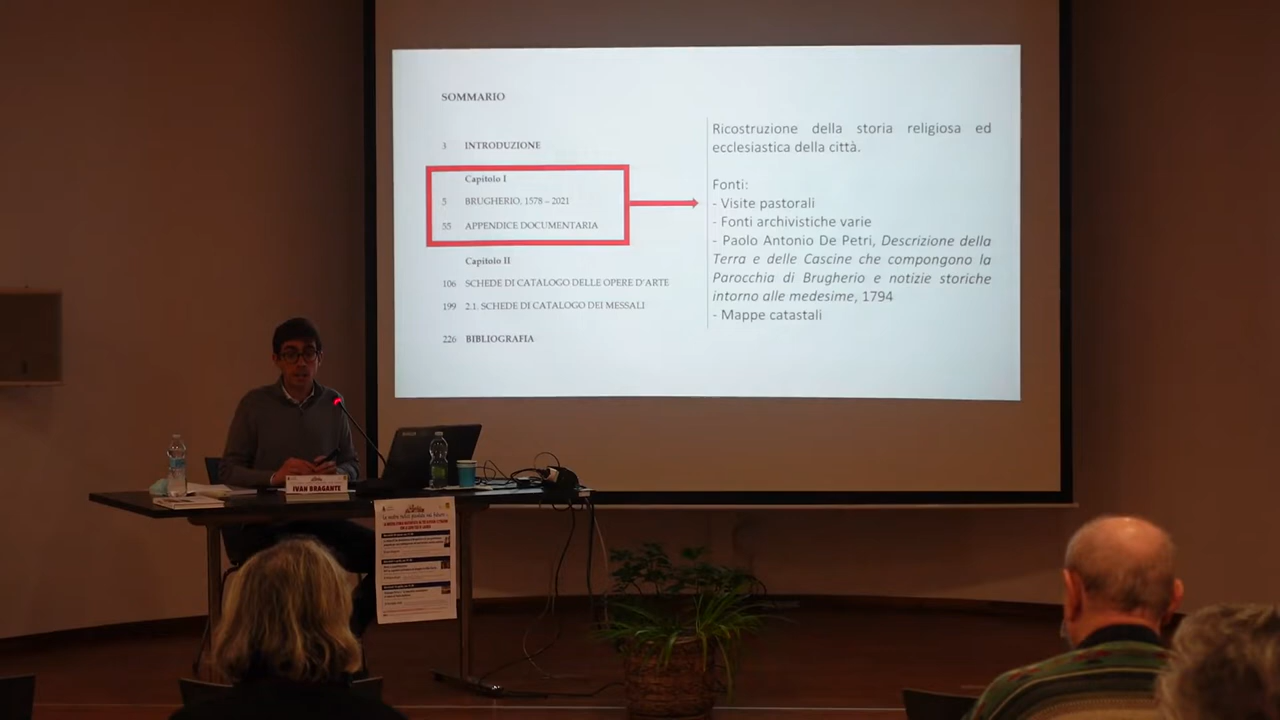 SOMMARIO
3 INTRODUZIONE
Capitolo I
5 BRUGHERIO, 1578 – 2021
55 APPENDICE DOCUMENTARIA
Capitolo II
106 SCHEDE DI CATALOGO DELLE OPERE D'ARTE
199 2.1. SCHEDE DI CATALOGO DEI MESSALI
226 BIBLIOGRAFIA
Ricostruzione della storia religiosa ed
ecclesiastica della città.
Fonti:
- Visite pastorali
- Fonti archivistiche varie
- Paolo Antonio De Petri, Descrizione della
Terra e delle Cascine che compongono la
Parocchia di Brugherio e notizie storiche
intorno alle medesime, 1794
- Mappe catastali
IVAN BRAGANTE